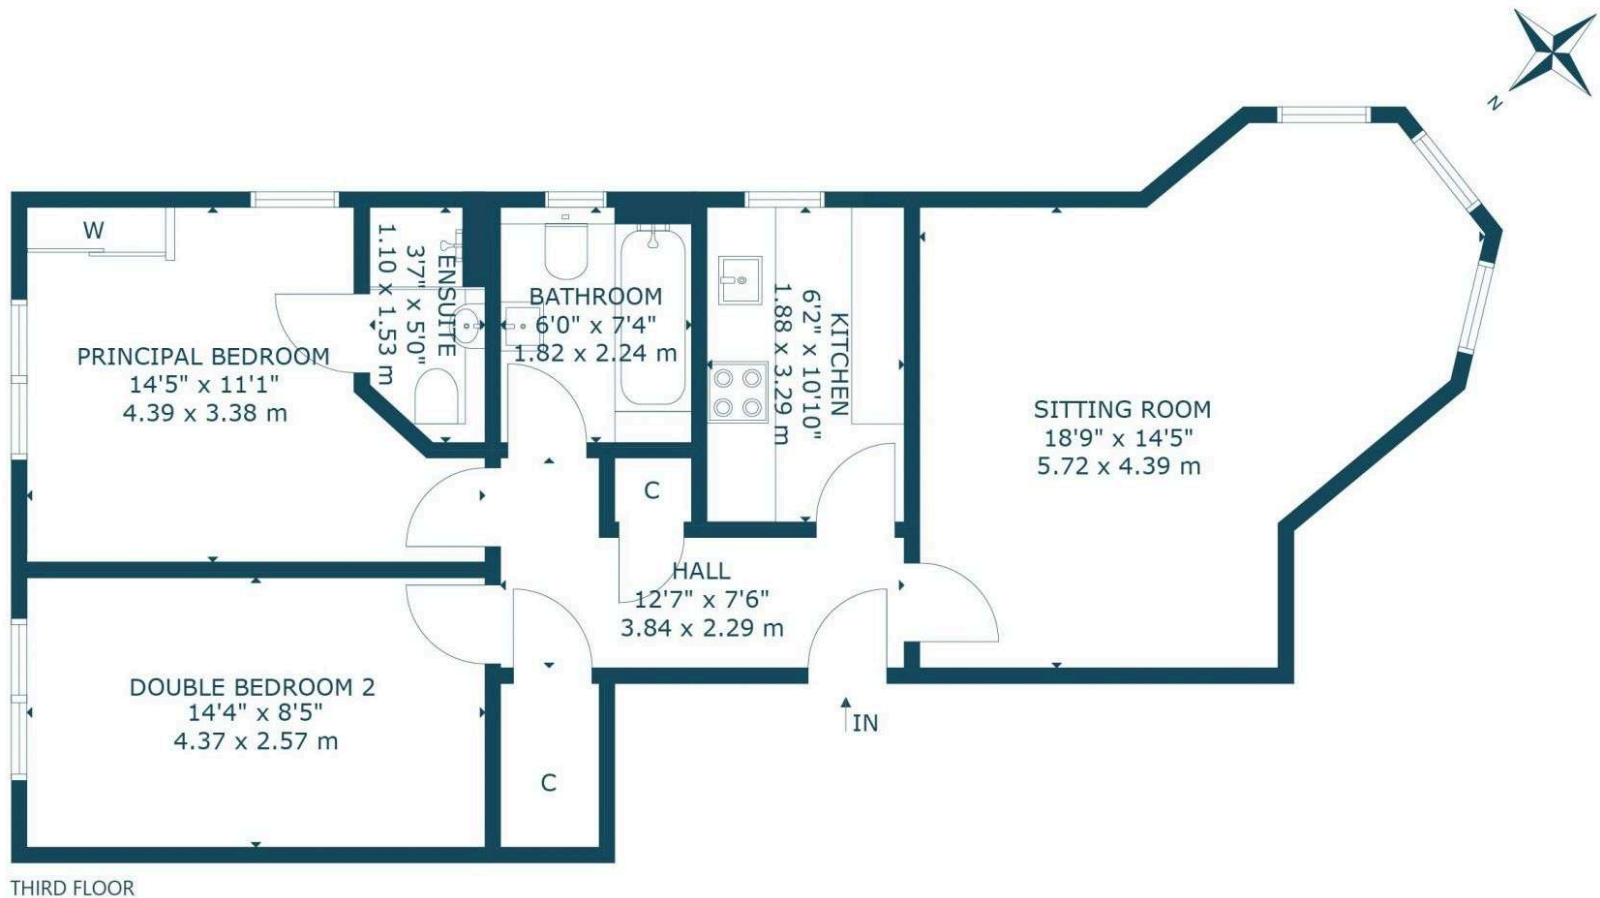 N
W
PRINCIPAL BEDROOM
14'5" x 11'1"
4.39 x 3.38 m
ENSUITE
3'7" x 5'0"
1.10 x 1.53 m
BATHROOM
6'0" x 7'4"
1.82 x 2.24 m
KITCHEN
6'2" x 10'10"
1.88 x 3.29 m
SITTING ROOM
18'9" x 14'5"
5.72 x 4.39 m
C
HALL
12'7" x 7'6"
3.84 x 2.29 m
DOUBLE BEDROOM 2
14'4" x 8'5"
4.37 x 2.57 m
C
IN
THIRD FLOOR